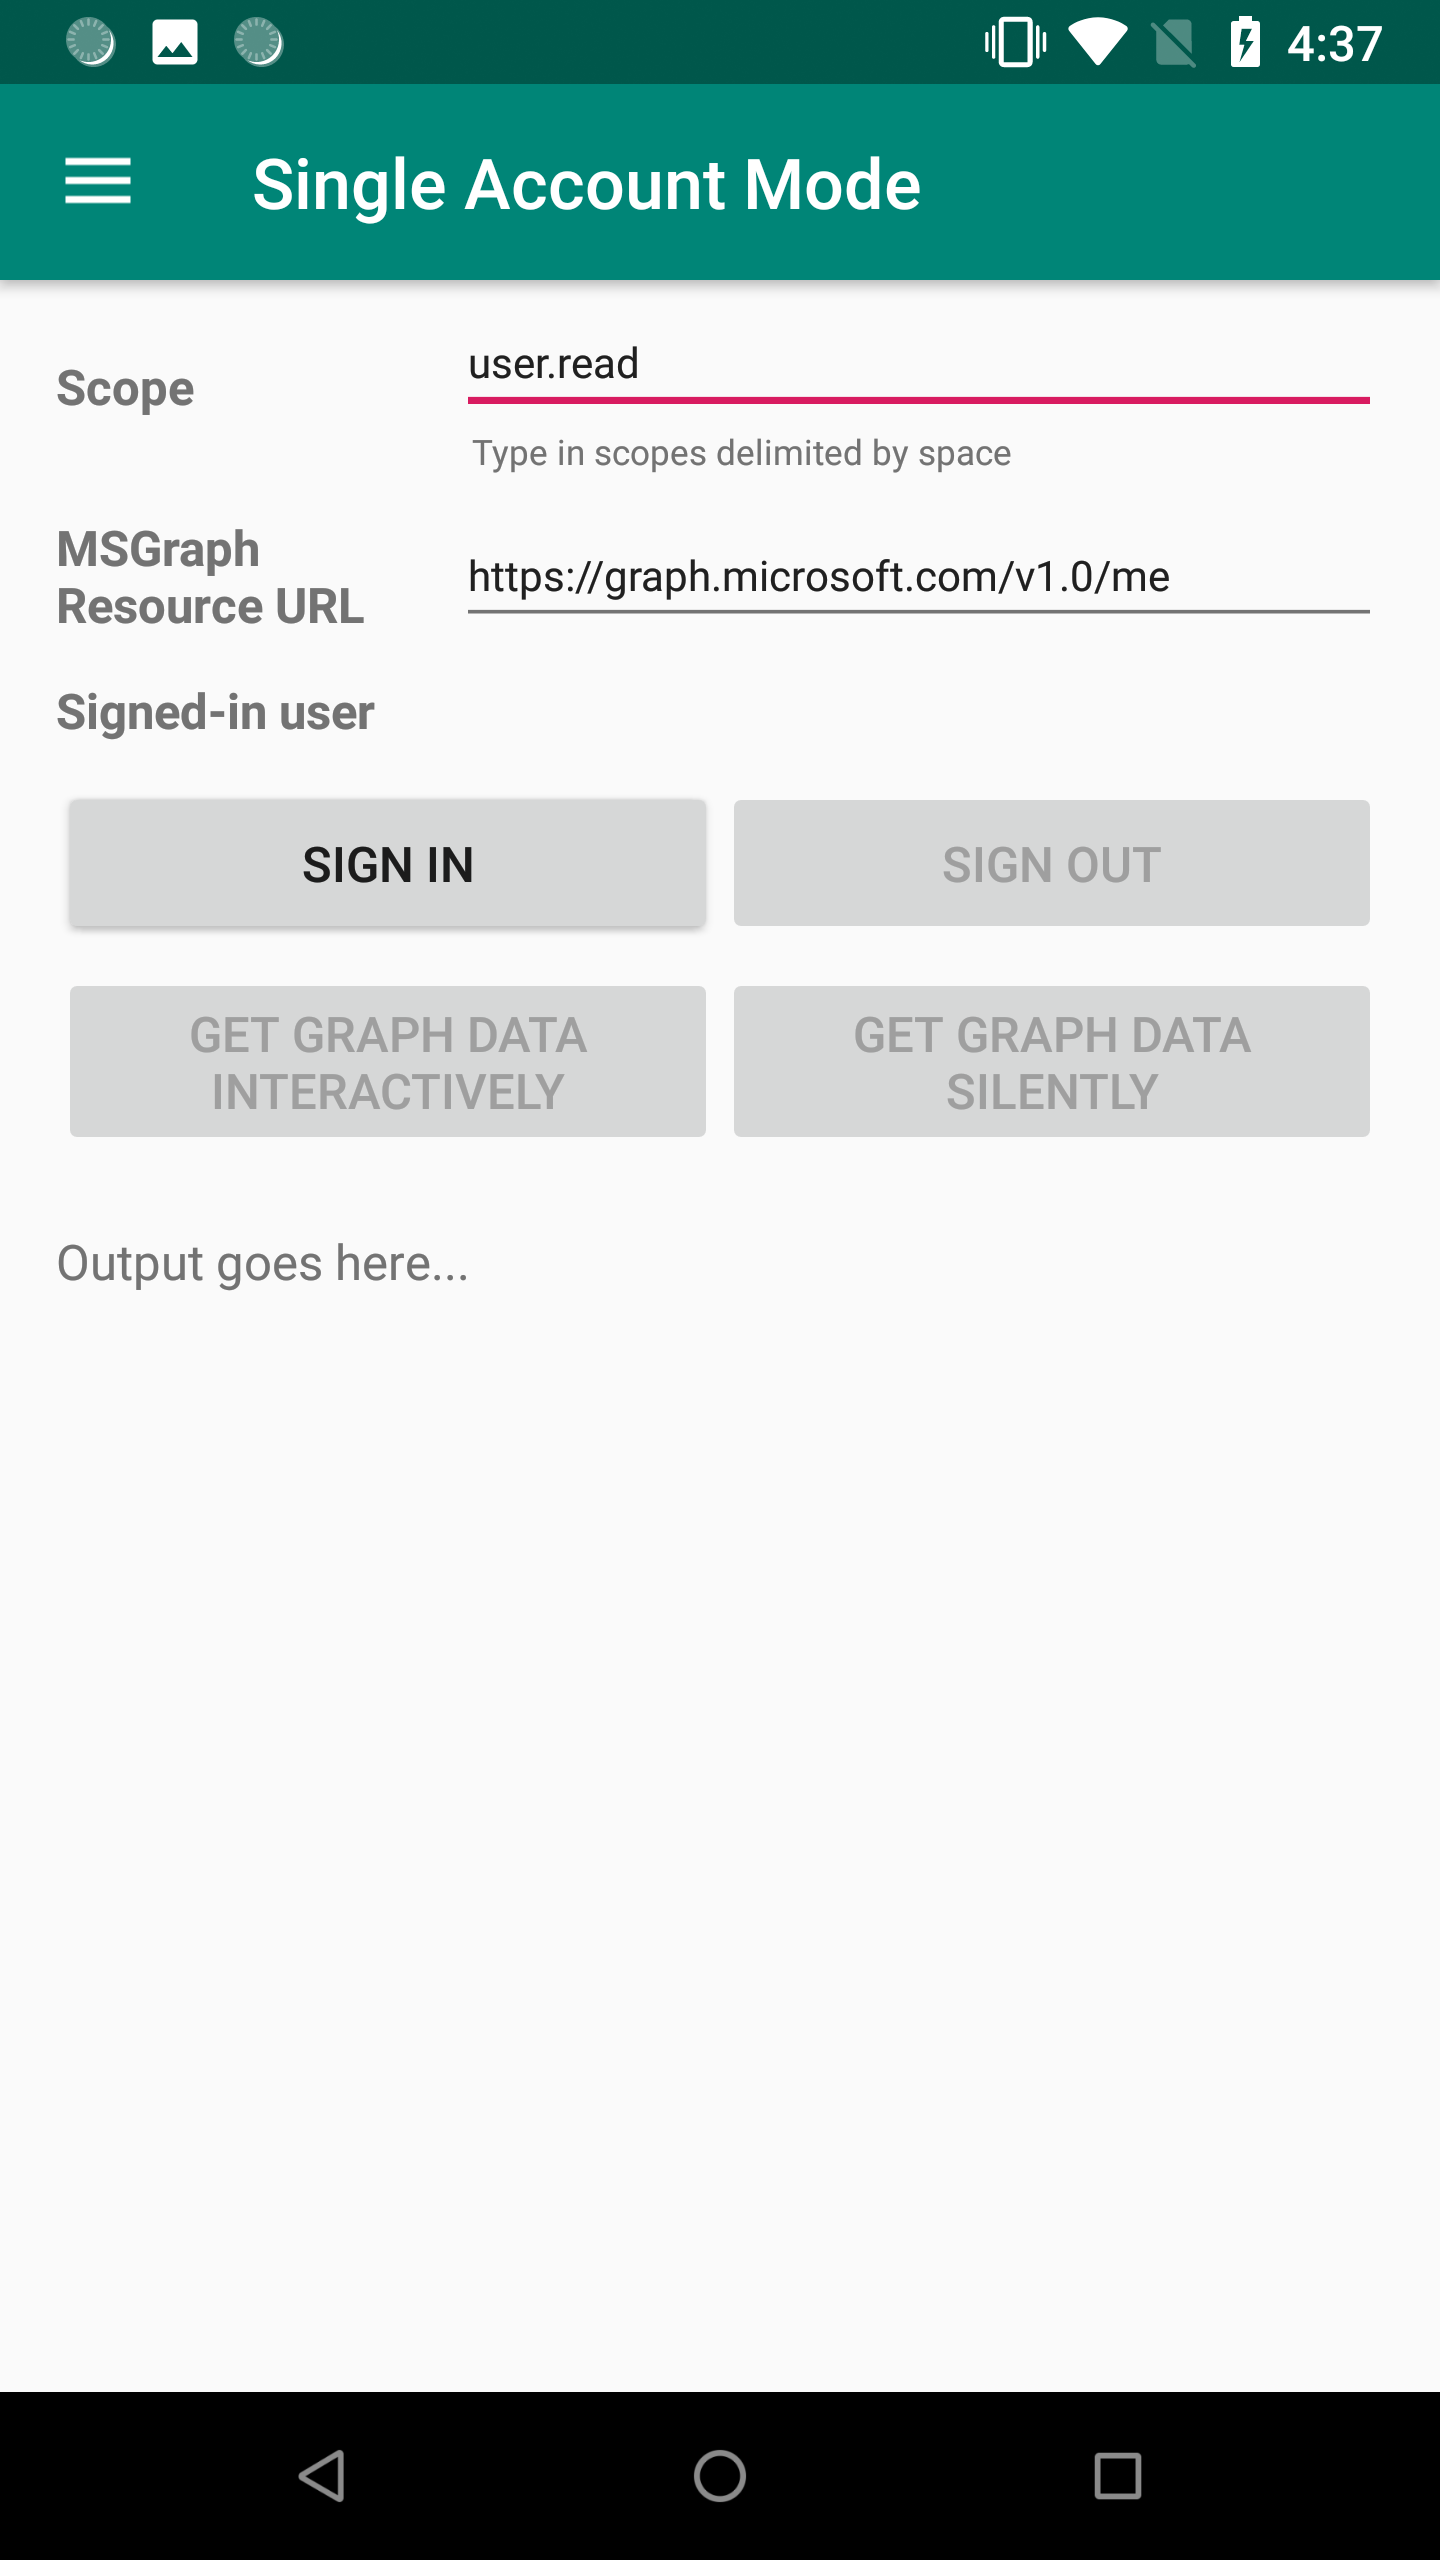 4:37
Single Account Mode
Scope
user.read
Type in scopes delimited by space
MSGraph
Resource URL
https://graph.microsoft.com/v1.0/me
Signed-in user
SIGN IN
SIGN OUT
GET GRAPH DATA
INTERACTIVELY
GET GRAPH DATA
SILENTLY
Output goes here...